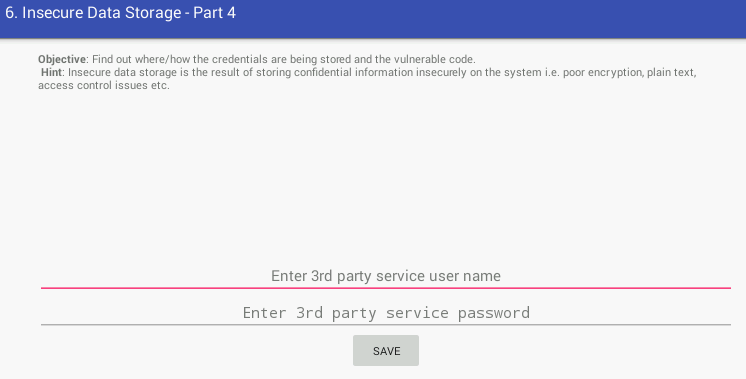 6. Insecure Data Storage - Part 4
Objective: Find out where/how the credentials are being stored and the vulnerable code.
Hint: Insecure data storage is the result of storing confidential information insecurely on the system i.e. poor encryption, plain text,
access control issues etc.
Enter 3rd party service user name
Enter 3rd party service password
SAVE